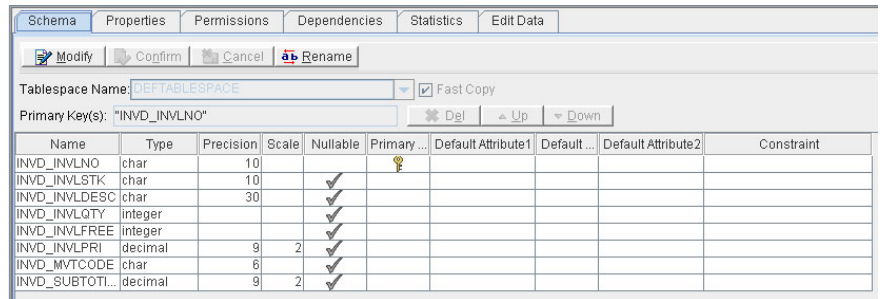 Schema Properties Permissions Dependencies Statistics Edit Data
Modify Confirm Cancel Rename
Tablespace Name: DEFTABLESPACE Fast Copy
Primary Key(s): "INVD_INVLNO" Del Up Down
Name Type Precision Scale Nullable Primary ... Default Attribute1 Default ... Default Attribute2 Constraint
INVD_INVLNO char 10
INVD_INVLSTK char 10
INVD_INVLDESC char 30
INVD_INVLQTY integer
INVD_INVLFREE integer
INVD_INVLPRI decimal 9 2
INVD_MVTCODE char 6
INVD_SUBTOTI... decimal 9 2